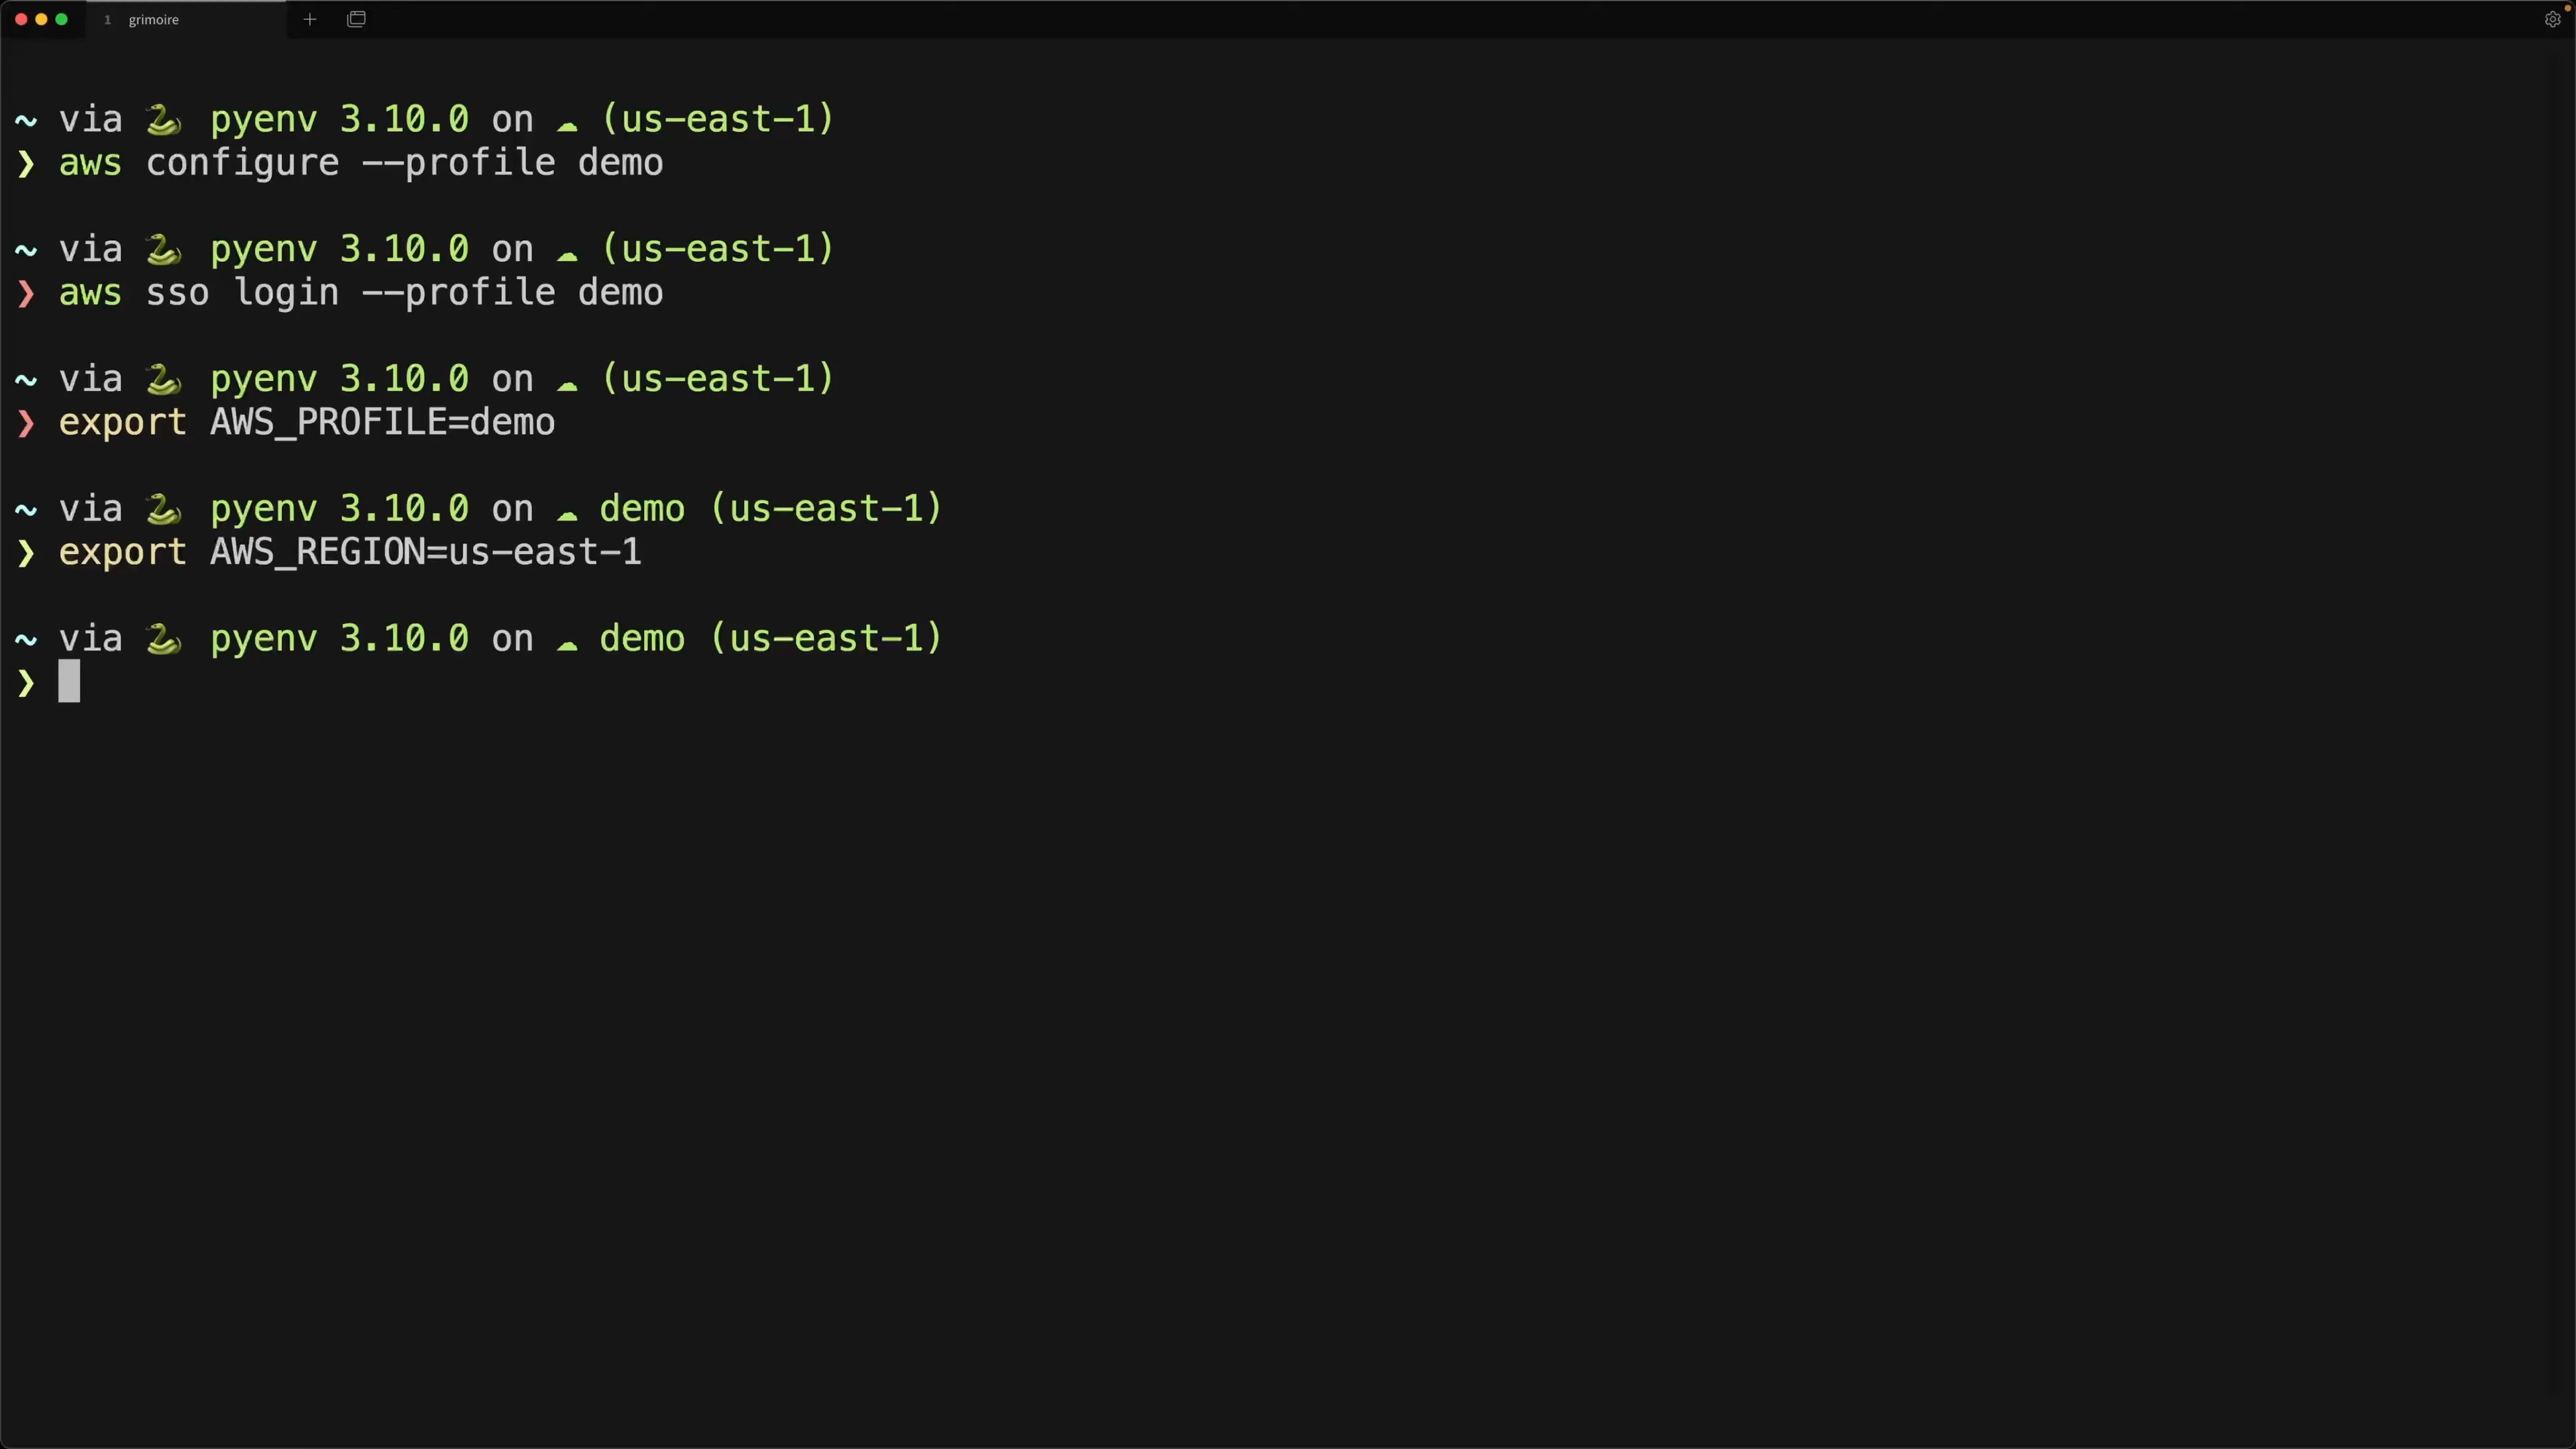 1 grimoire
~ via 🐍 pyenv 3.10.0 on ☁ (us-east-1)
❯ aws configure --profile demo
~ via 🐍 pyenv 3.10.0 on ☁ (us-east-1)
❯ aws sso login --profile demo
~ via 🐍 pyenv 3.10.0 on ☁ (us-east-1)
❯ export AWS_PROFILE=demo
~ via 🐍 pyenv 3.10.0 on ☁ demo (us-east-1)
❯ export AWS_REGION=us-east-1
~ via 🐍 pyenv 3.10.0 on ☁ demo (us-east-1)
❯